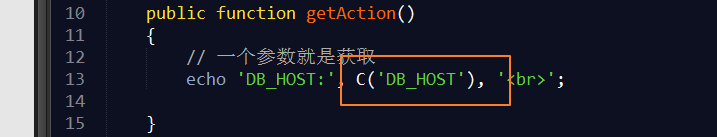 10 public function getAction()
11 {
12 // 一个参数就是获取
13 echo 'DB_HOST:', C('DB_HOST'), '<br>';
14
15 }